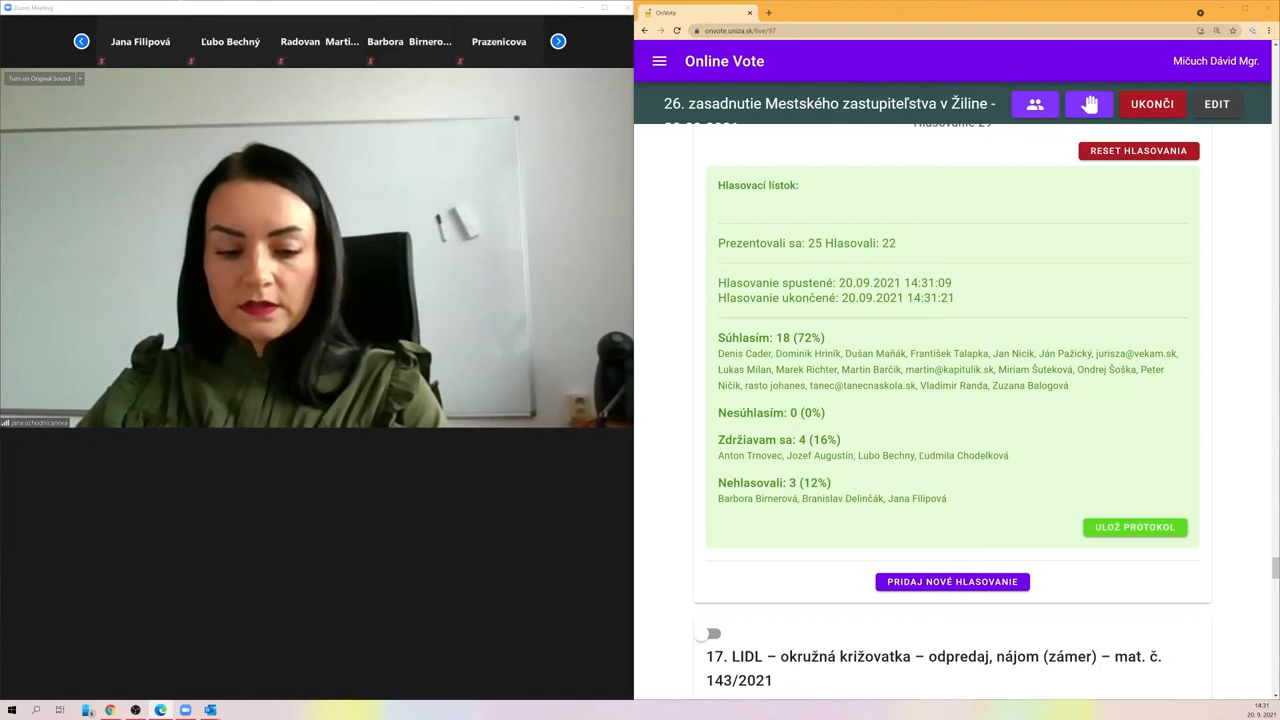 Zoom Meeting
Jana Filipová
Ľubo Bechný
Radovan Marti...
Barbora Birnero...
Prazenicova
Turn on Original Sound
OnVote
onvote.uniza.sk/live/97
Online Vote
Mičuch Dávid Mgr.
26. zasadnutie Mestského zastupiteľstva v Žiline -
UKONČI
EDIT
Hlasovanie 29
RESET HLASOVANIA
Hlasovací lístok:
Prezentovali sa: 25 Hlasovali: 22
Hlasovanie spustené: 20.09.2021 14:31:09
Hlasovanie ukončené: 20.09.2021 14:31:21
Súhlasím: 18 (72%)
Denis Cader, Dominik Hriník, Dušan Maňák, František Talapka, Jan Nicik, Ján Pažický, jurisza@vekam.sk,
Lukas Milan, Marek Richter, Martin Barčík, martin@kapitulik.sk, Miriam Šuteková, Ondrej Šoška, Peter
Ničík, rasto johanes, tanec@tanecnaskola.sk, Vladimir Randa, Zuzana Balogová
Nesúhlasím: 0 (0%)
Zdržiavam sa: 4 (16%)
Anton Trnovec, Jozef Augustín, Lubo Bechny, Ľudmila Chodelková
Nehlasovali: 3 (12%)
Barbora Birnerová, Branislav Delinčák, Jana Filipová
ULOŽ PROTOKOL
PRIDAJ NOVÉ HLASOVANIE
17. LIDL – okružná križovatka – odpredaj, nájom (zámer) – mat. č.
143/2021
14:31
20. 9. 2021